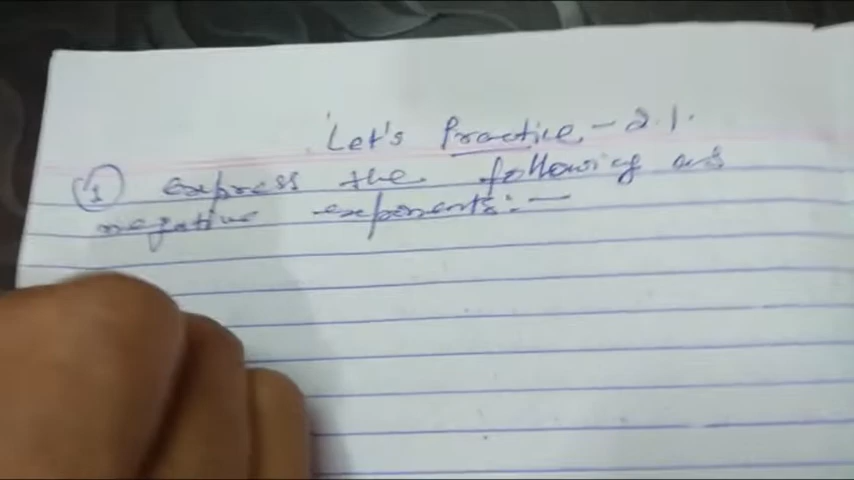 Let's Practice - 2.1.
① express the following as
negative exponents:-